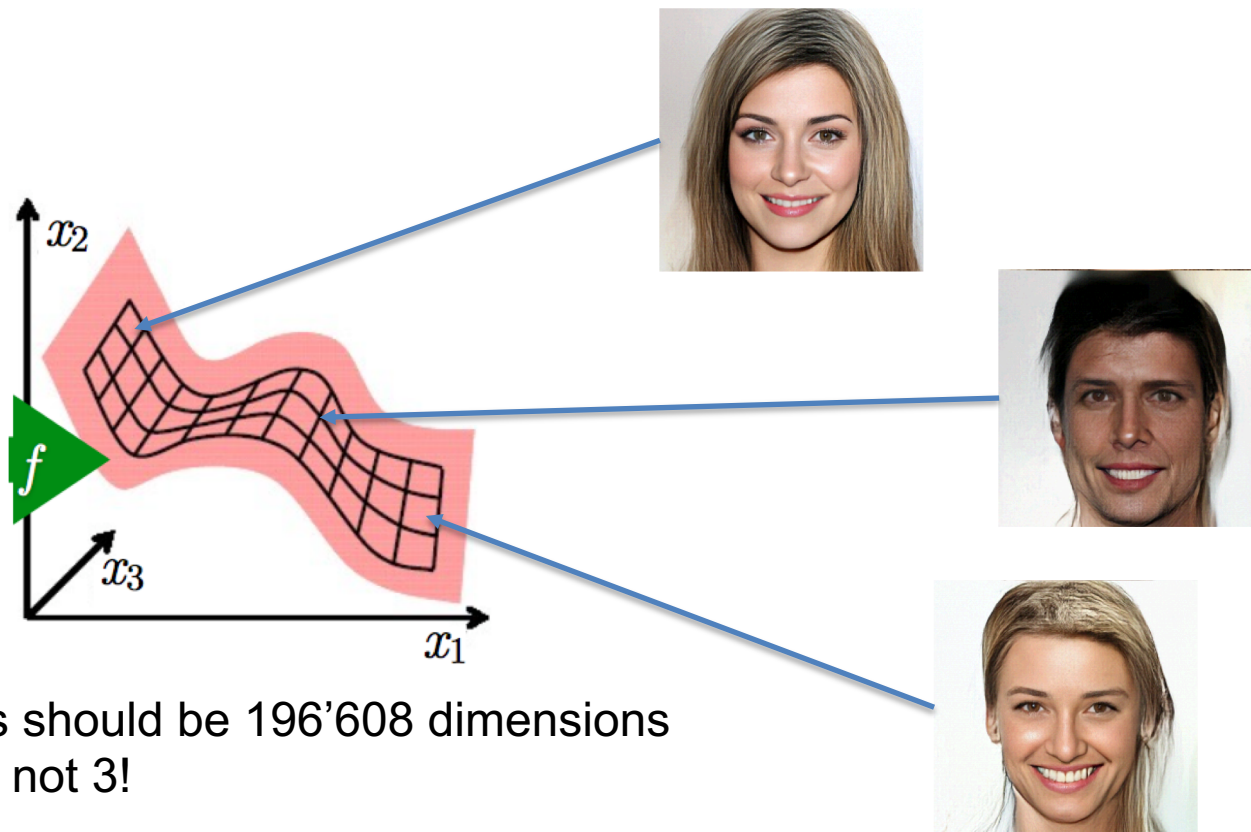 x₂
f
x₃
x₁
s should be 196’608 dimensions
not 3!